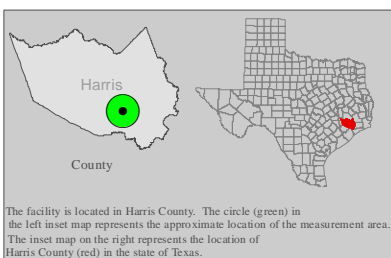 Harris
County
The facility is located in Harris County.  The circle (green) in
the left inset map represents the approximate location of the measurement area.
The inset map on the right represents the location of
Harris County (red) in the state of Texas.